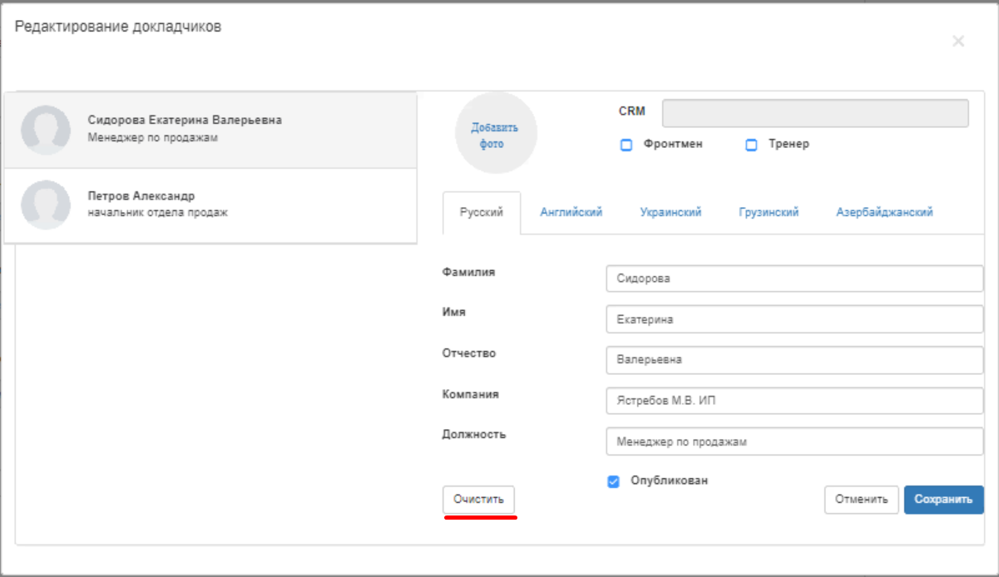 Редактирование докладчиков
×
Сидорова Екатерина Валерьевна
Менеджер по продажам
Петров Александр
начальник отдела продаж
Добавить
фото
CRM
Фронтмен
Тренер
Русский
Английский
Украинский
Грузинский
Азербайджанский
Фамилия
Сидорова
Имя
Екатерина
Отчество
Валерьевна
Компания
Ястребов М.В. ИП
Должность
Менеджер по продажам
Опубликован
Очистить
Отменить
Сохранить